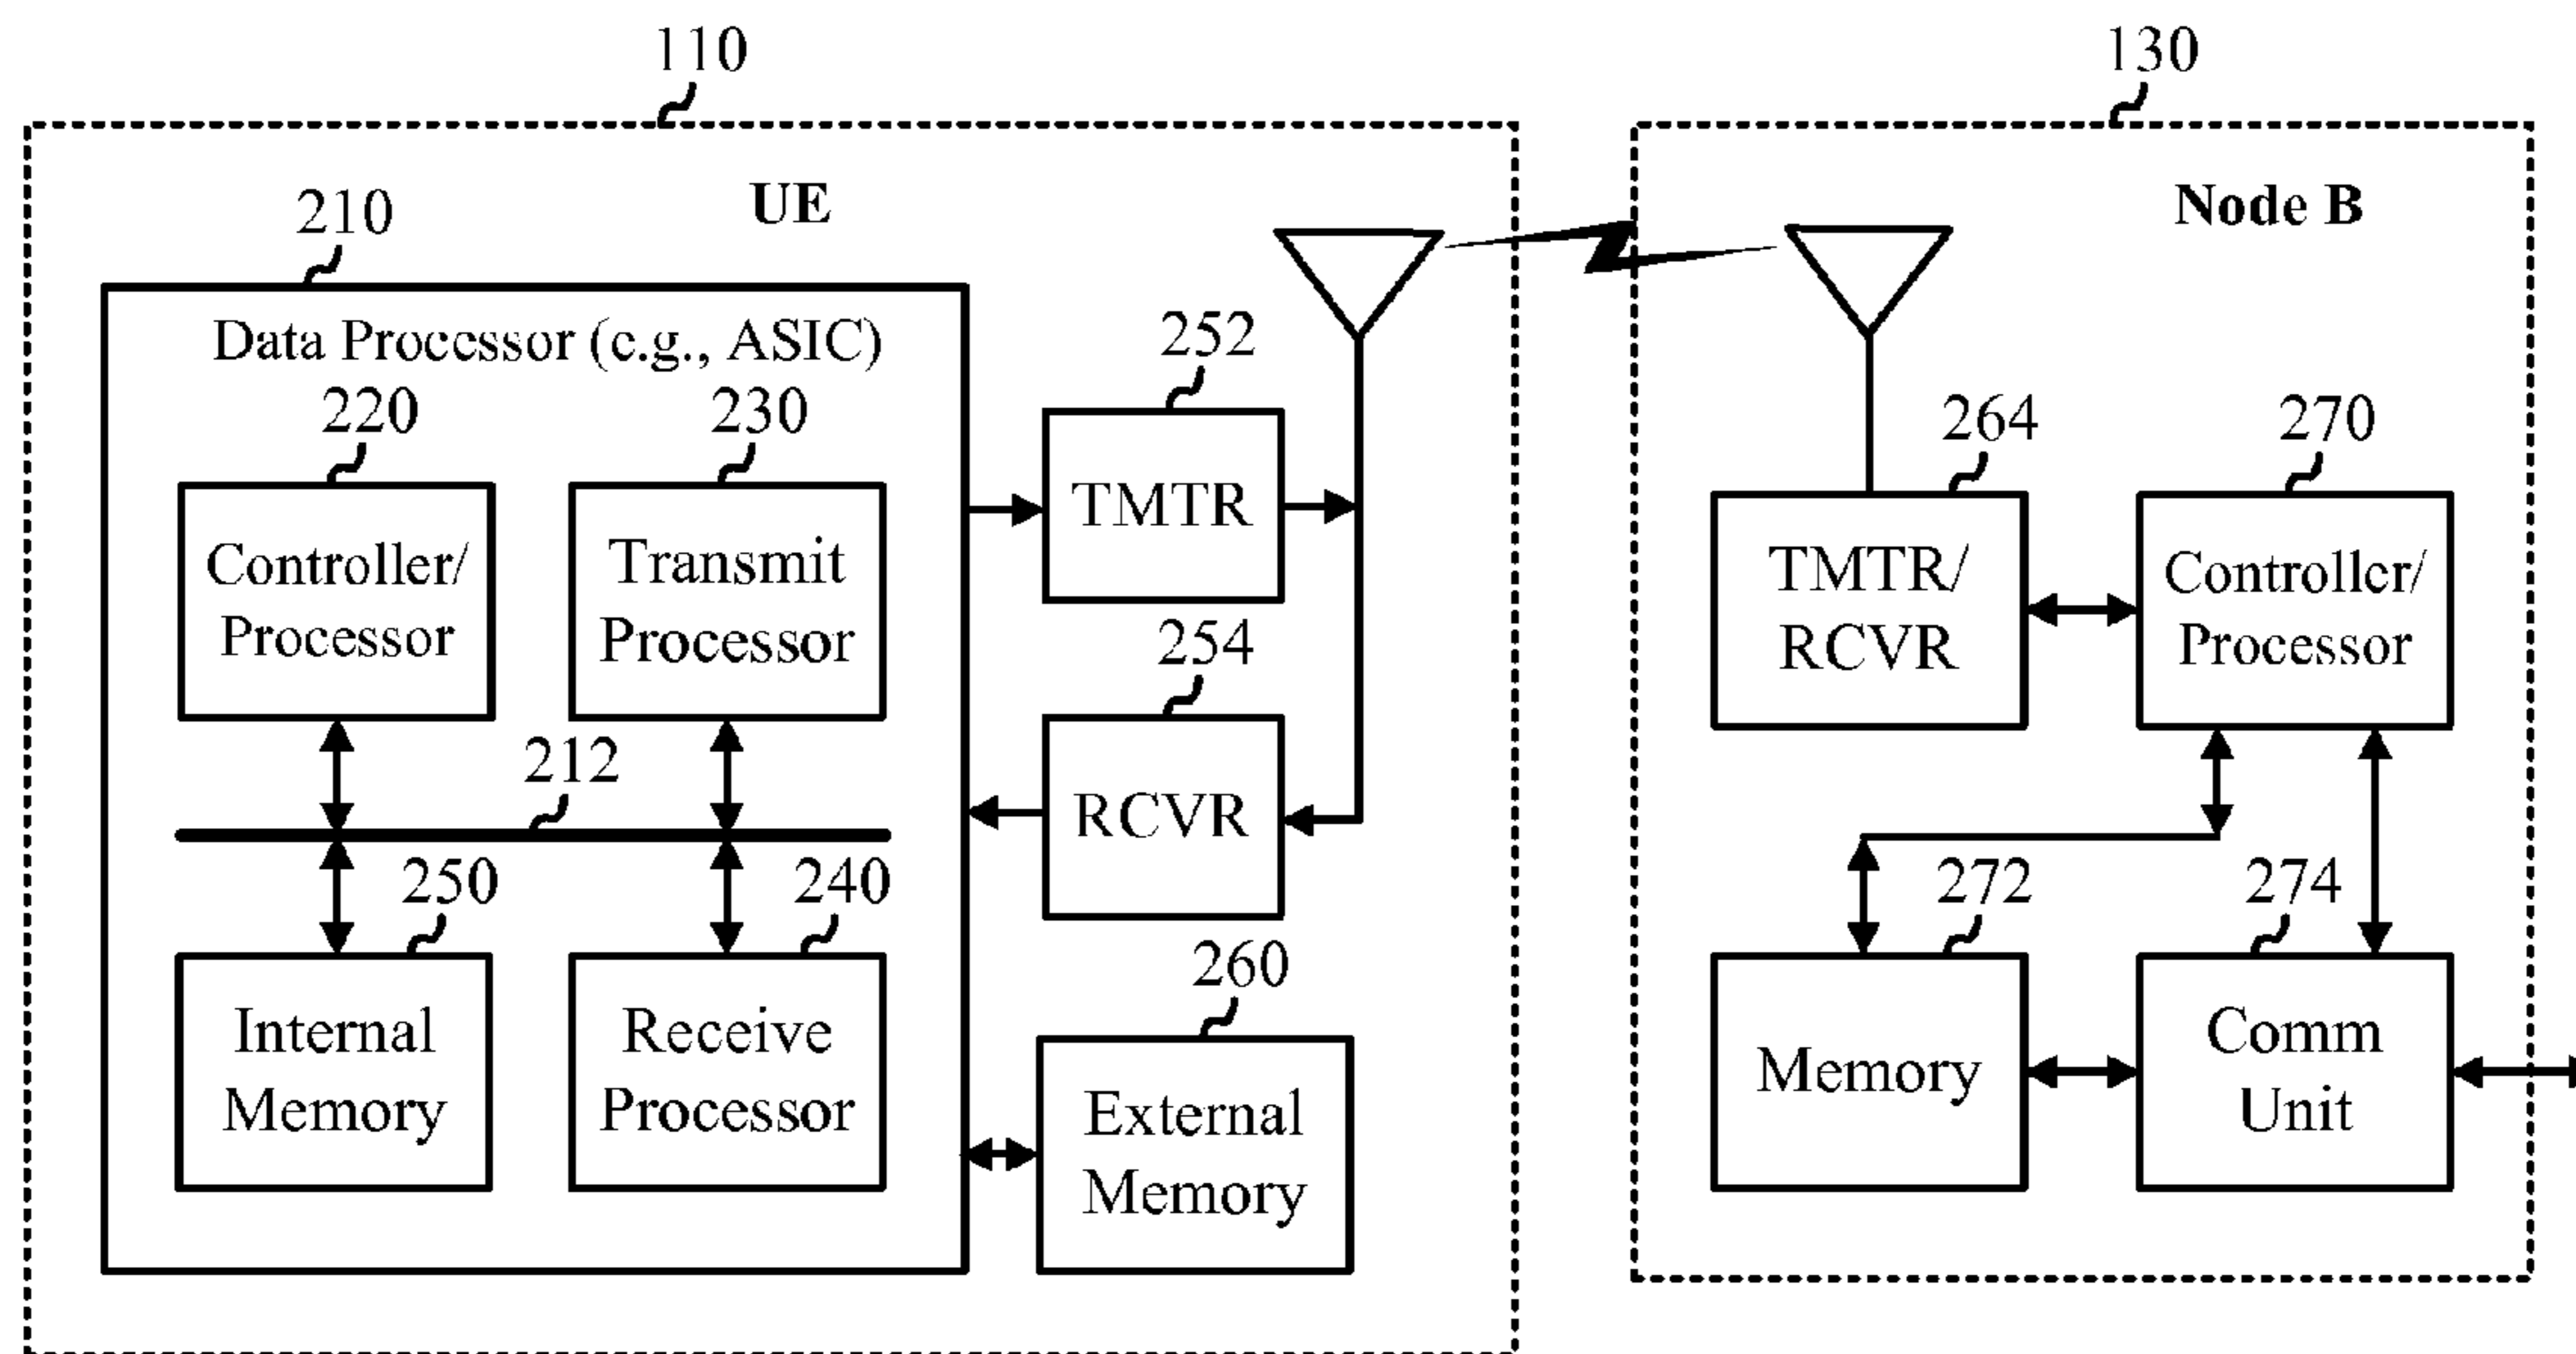 110
130
UE
Node B
210
Data Processor (e.g., ASIC)
220
230
252
264
270
Controller/
Processor
Transmit
Processor
TMTR
TMTR/
RCVR
Controller/
Processor
254
212
RCVR
250
240
272
274
260
Internal
Memory
Receive
Processor
External
Memory
Memory
Comm
Unit